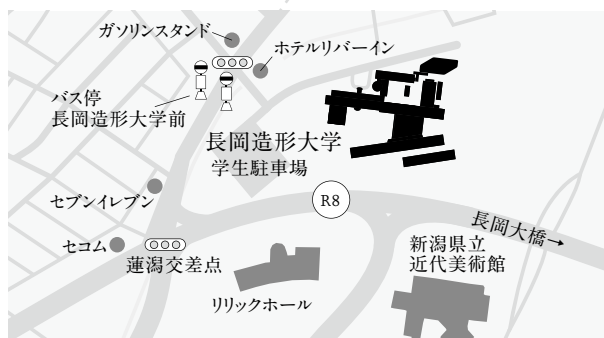 ガソリンスタンド
ホテルリバーイン
バス停
長岡造形大学前
長岡造形大学
学生駐車場
セブンイレブン
R8
長岡大橋→
セコム
蓮潟交差点
新潟県立
近代美術館
リリックホール